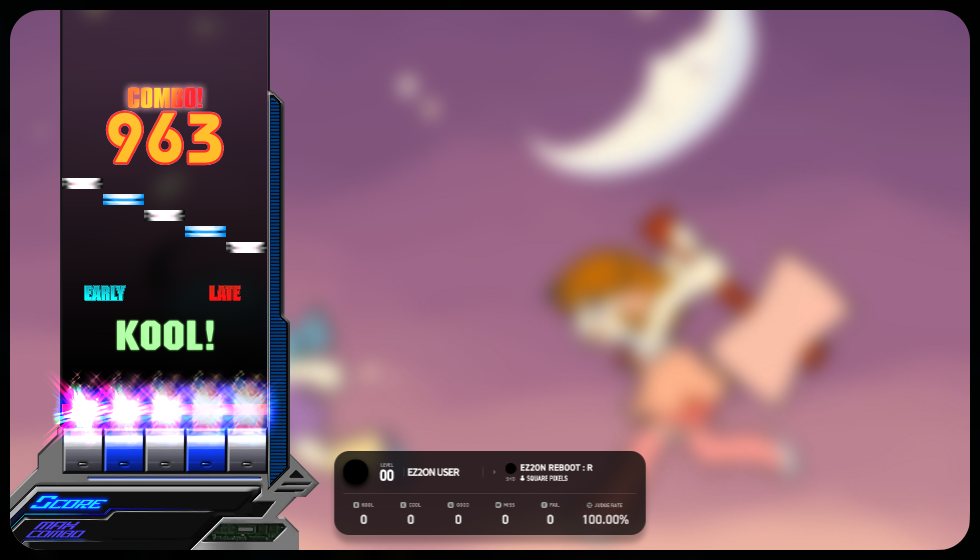 COMBO!
963
EARLY
LATE
KOOL!
SCORE
MAX
COMBO
LEVEL
00
EZ2ON USER
EZ2ON REBOOT : R
SHD
SQUARE PIXELS
KOOL
COOL
GOOD
MISS
FAIL
JUDGE RATE
0
0
0
0
0
100.00%